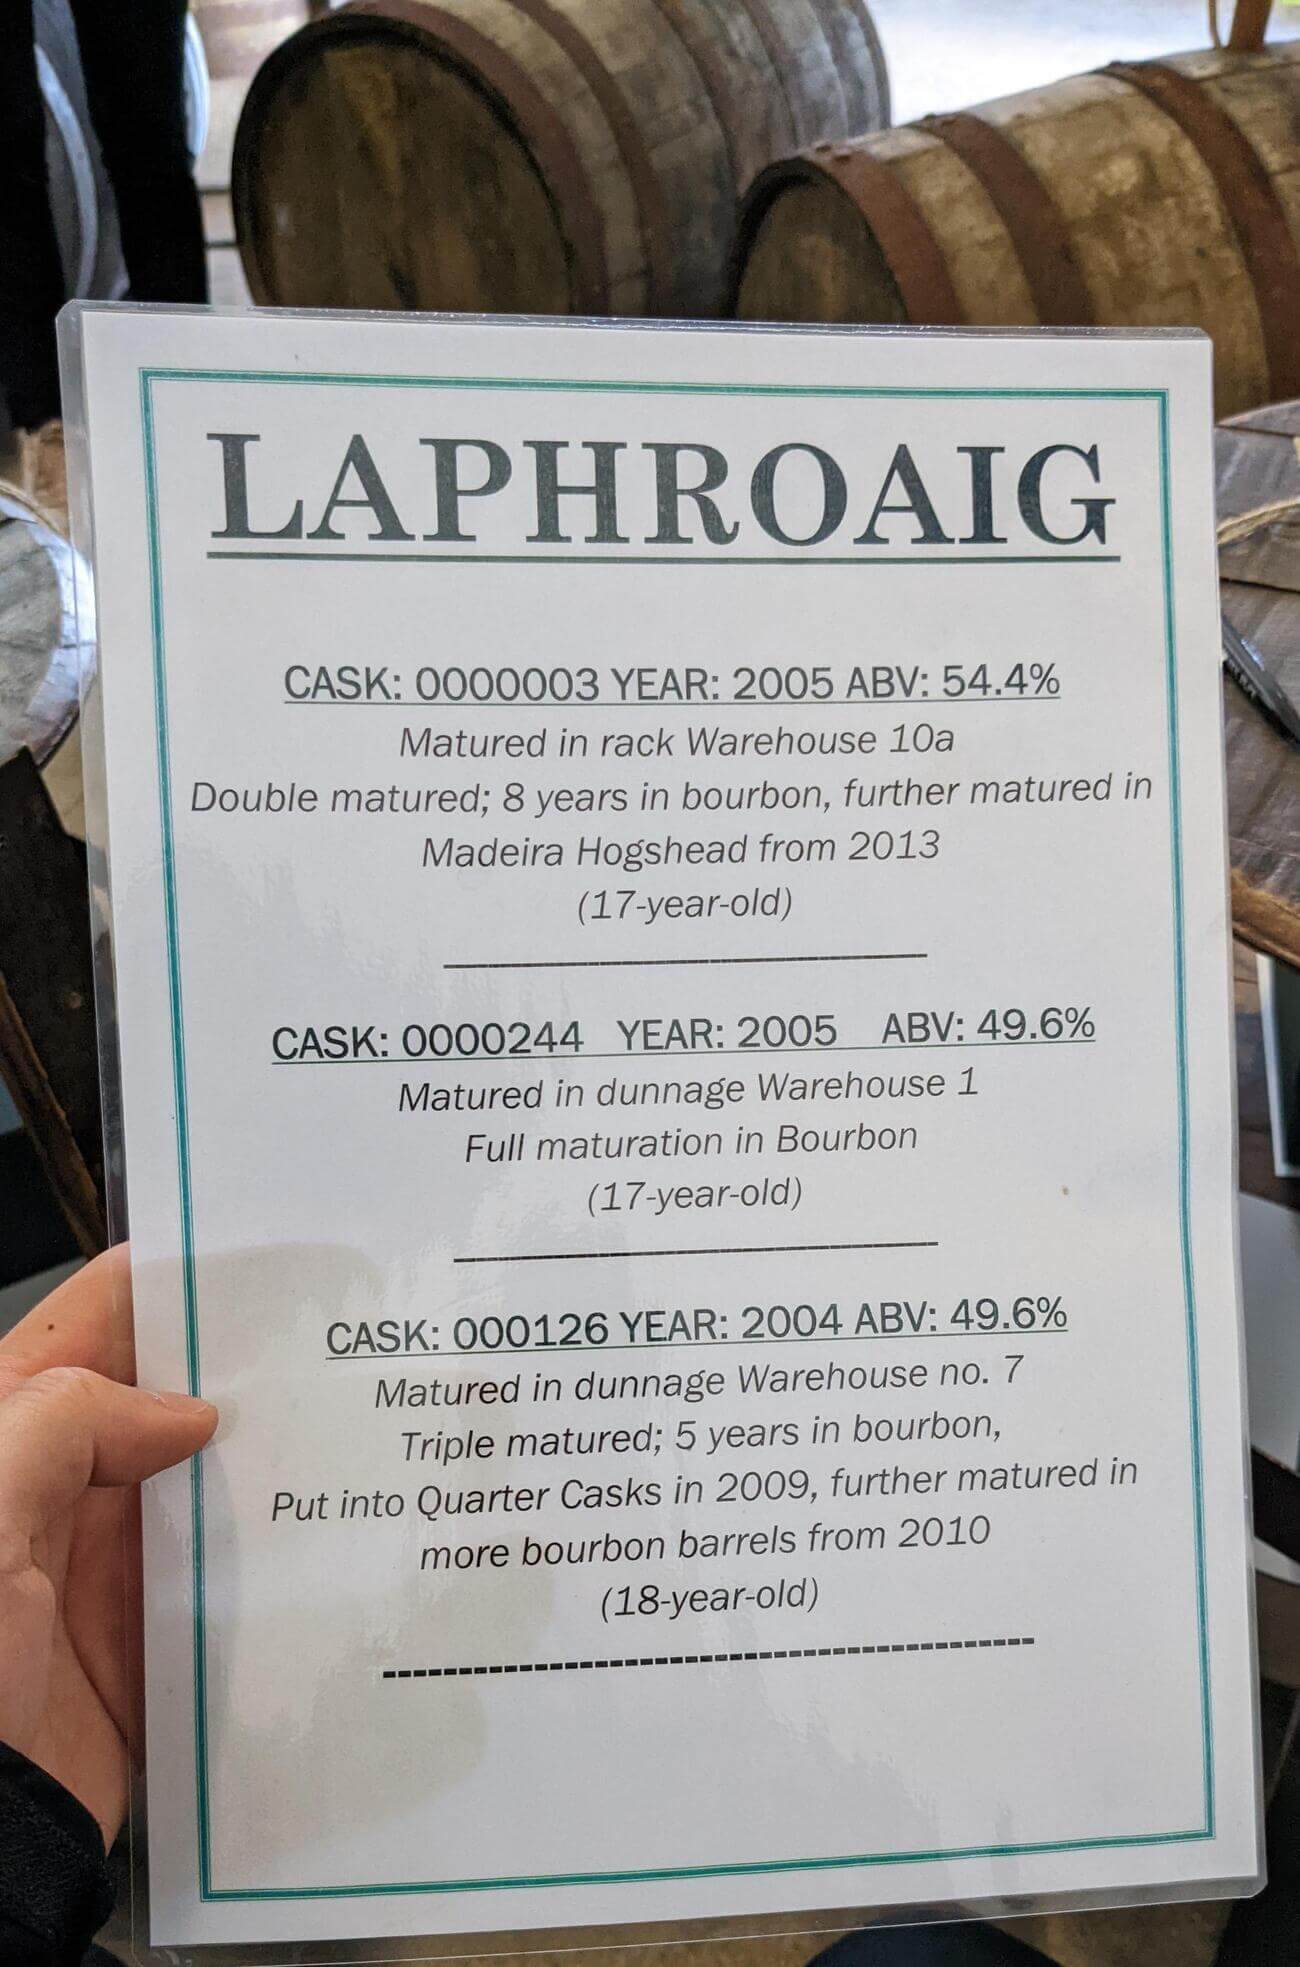 LAPHROAIG
CASK: 0000003 YEAR: 2005 ABV: 54.4%
Matured in rack Warehouse 10a
Double matured; 8 years in bourbon, further matured in
Madeira Hogshead from 2013
(17-year-old)
CASK: 0000244 YEAR: 2005 ABV: 49.6%
Matured in dunnage Warehouse 1
Full maturation in Bourbon
(17-year-old)
CASK: 000126 YEAR: 2004 ABV: 49.6%
Matured in dunnage Warehouse no. 7
Triple matured; 5 years in bourbon,
Put into Quarter Casks in 2009, further matured in
more bourbon barrels from 2010
(18-year-old)